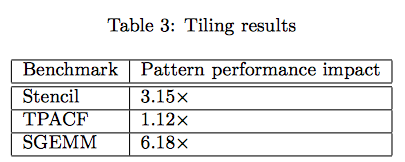 Table 3: Tiling results
Benchmark Pattern performance impact
Stencil 3.15×
TPACF 1.12×
SGEMM 6.18×